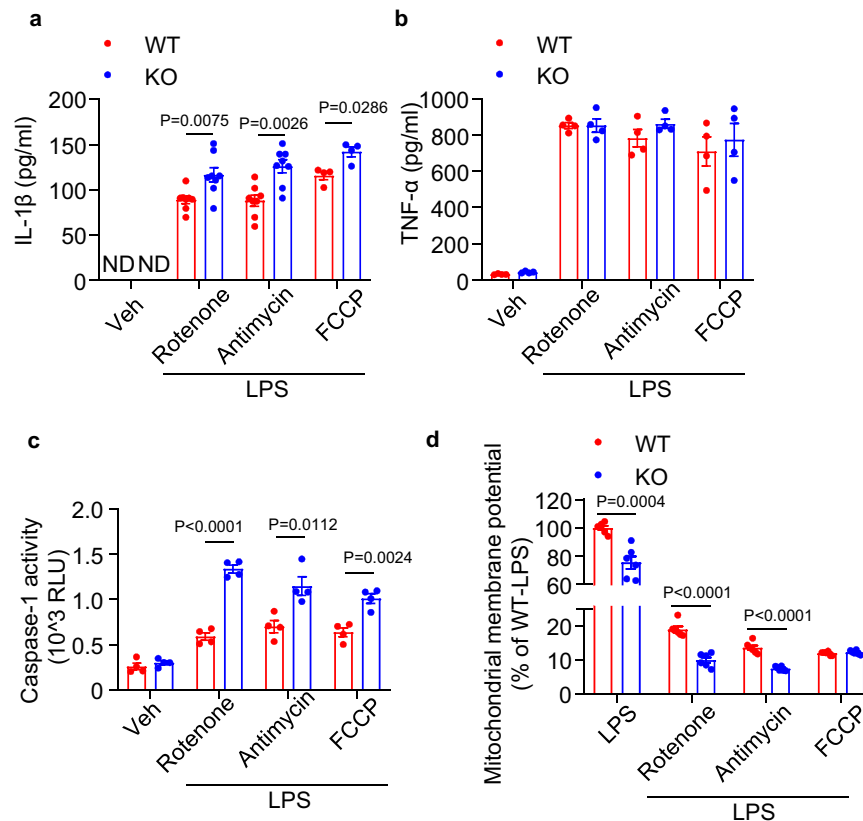 a
WT
KO
IL-1β (pg/ml)
200
150
100
50
0
P=0.0075
P=0.0026
P=0.0286
ND ND
Veh
Rotenone
Antimycin
FCCP
LPS
b
WT
KO
TNF-α (pg/ml)
1000
800
600
400
200
0
Veh
Rotenone
Antimycin
FCCP
LPS
c
Caspase-1 activity
(10^3 RLU)
2.0
1.5
1.0
0.5
0
P<0.0001
P=0.0112
P=0.0024
Veh
Rotenone
Antimycin
FCCP
LPS
d
WT
KO
Mitochondrial membrane potential
(% of WT-LPS)
120
100
80
60
20
10
0
P=0.0004
P<0.0001
P<0.0001
LPS
Rotenone
Antimycin
FCCP
LPS